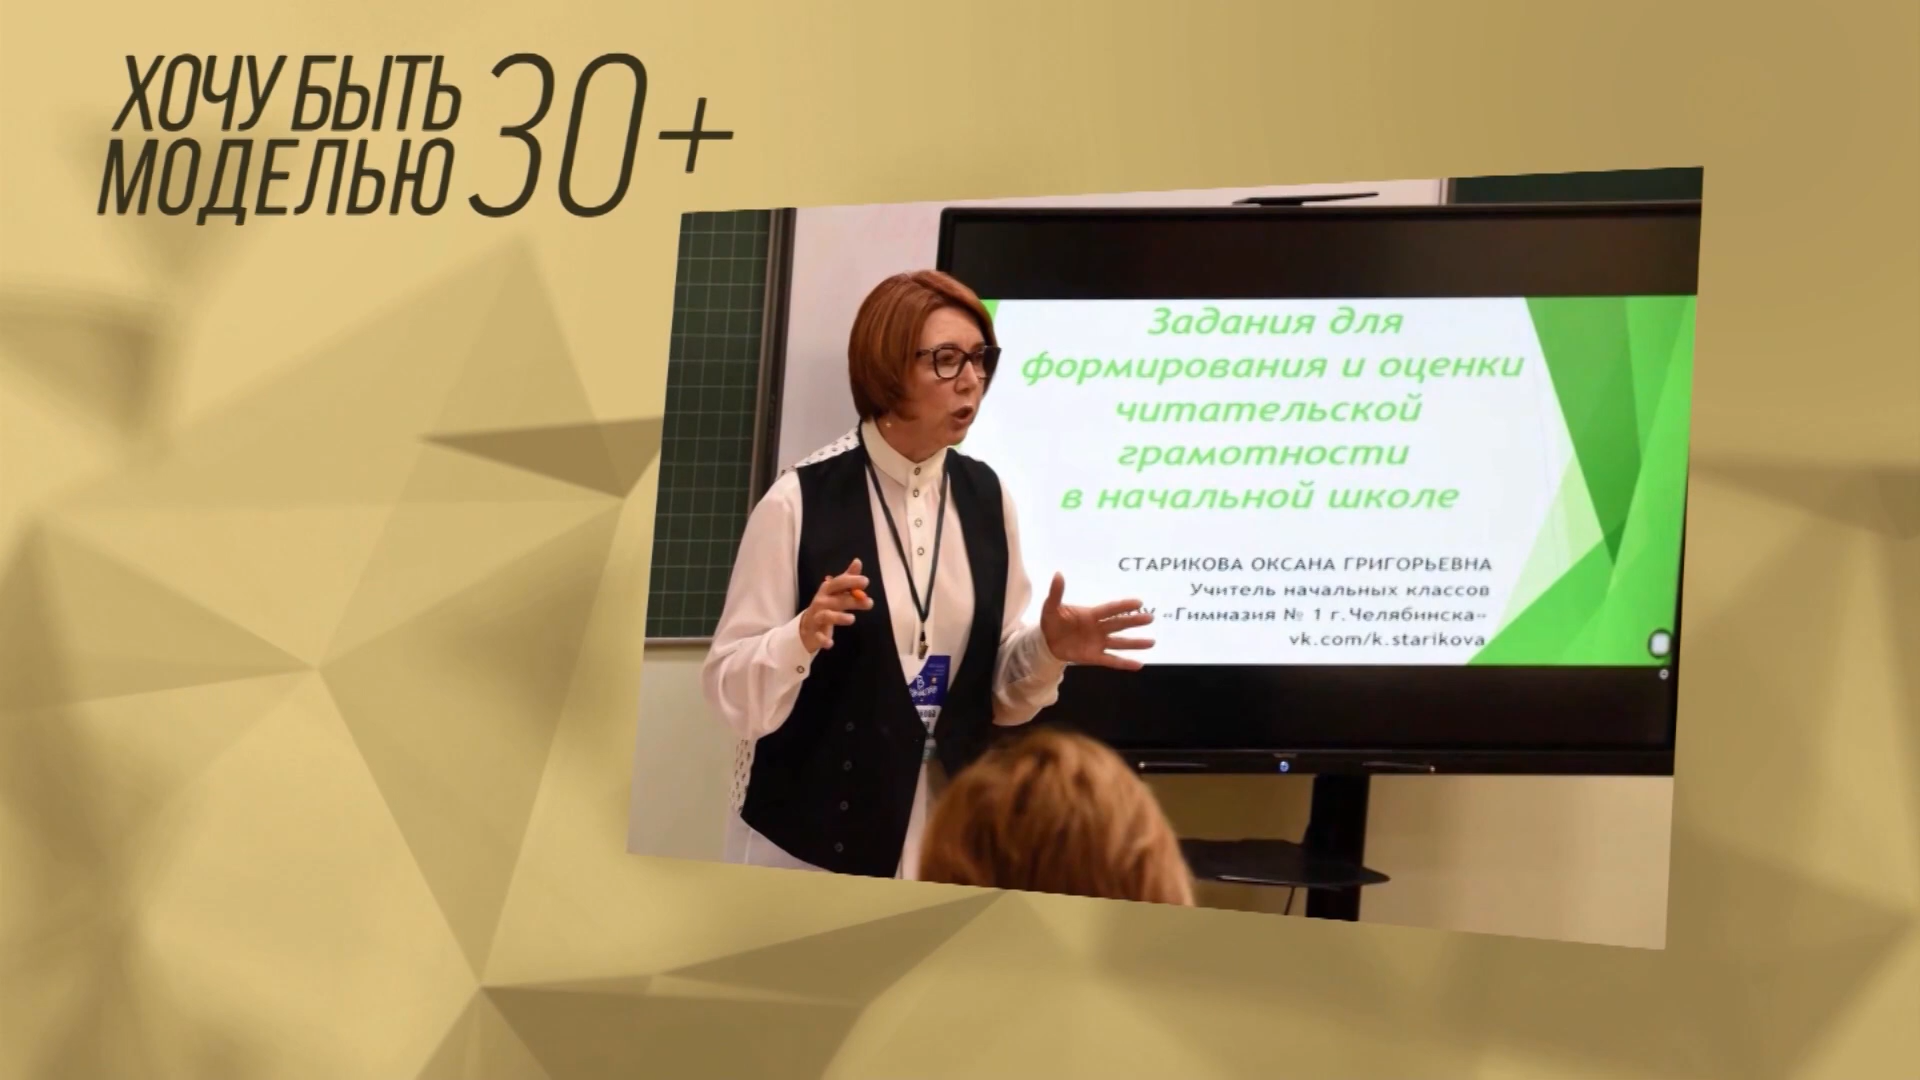 ХОЧУ БЫТЬ
МОДЕЛЬЮ 30+
Задания для
формирования и оценки
читательской
грамотности
в начальной школе
СТАРИКОВА ОКСАНА ГРИГОРЬЕВНА
Учитель начальных классов
«Гимназия № 1 г.Челябинска»
vk.com/k.starikova